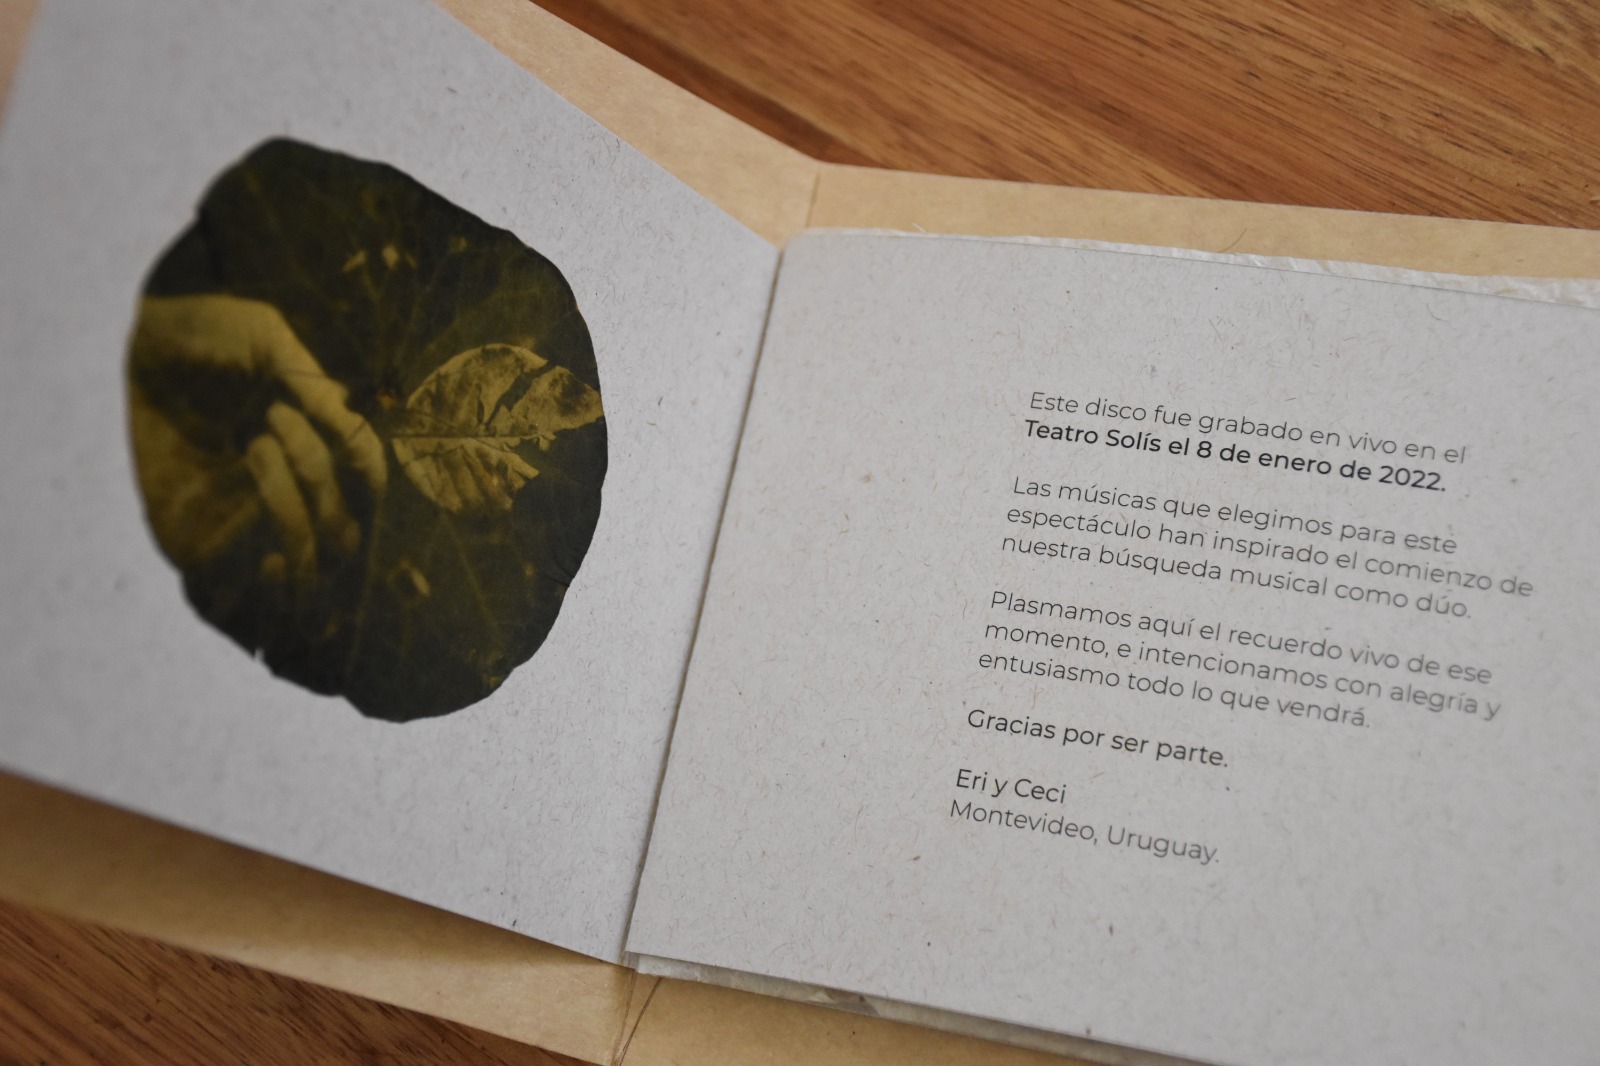 Este disco fue grabado en vivo en el
Teatro Solís el 8 de enero de 2022.
Las músicas que elegimos para este
espectáculo han inspirado el comienzo de
nuestra búsqueda musical como dúo.
Plasmamos aquí el recuerdo vivo de ese
momento, e intencionamos con alegría y
entusiasmo todo lo que vendrá.
Gracias por ser parte.
Eri y Ceci
Montevideo, Uruguay.